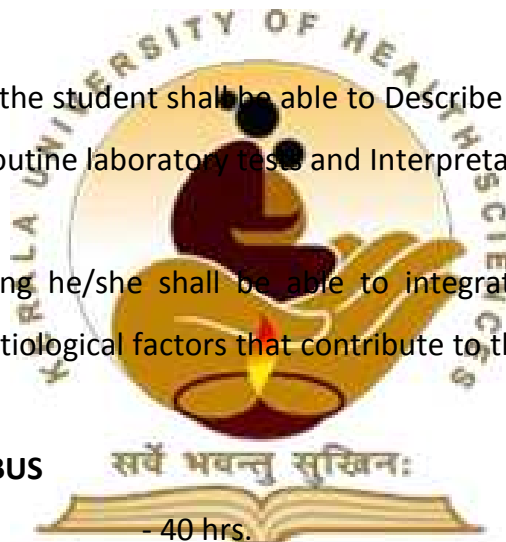 KERALA UNIVERSITY OF HEALTH SCIENCES
the student shall be able to Describe
utine laboratory tests and Interpreta
ng he/she shall be able to integrat
tiological factors that contribute to th
BUS
सर्वे भवन्तु सुखिनः
- 40 hrs.